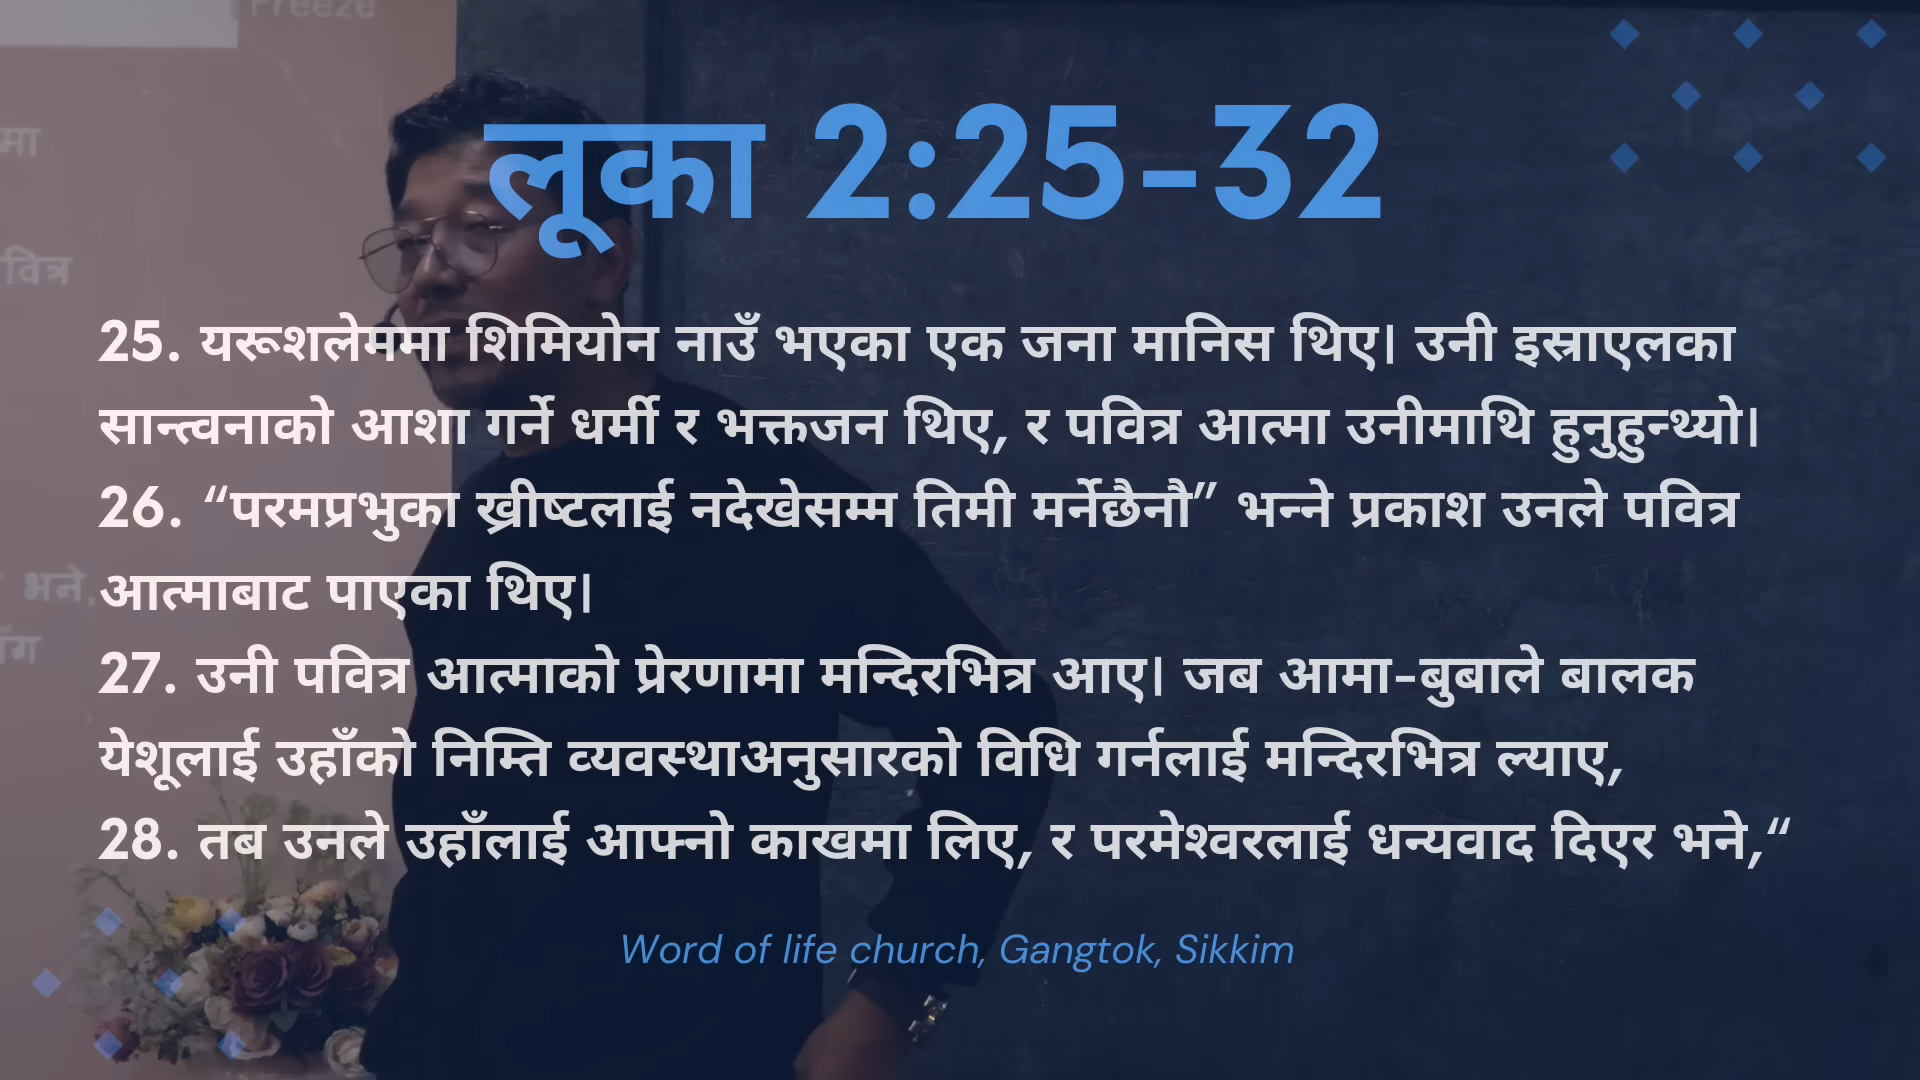 Freeze
लूका 2:25-32
मा
वित्र
25. यरूशलेममा शिमियोन नाउँ भएका एक जना मानिस थिए। उनी इस्राएलका
सान्त्वनाको आशा गर्ने धर्मी र भक्तजन थिए, र पवित्र आत्मा उनीमाथि हुनुहुन्थ्यो।
26. “परमप्रभुका ख्रीष्टलाई नदेखेसम्म तिमी मर्नेछैनौ” भन्ने प्रकाश उनले पवित्र
भने,
आत्माबाट पाएका थिए।
27. उनी पवित्र आत्माको प्रेरणामा मन्दिरभित्र आए। जब आमा-बुबाले बालक
येशूलाई उहाँको निम्ति व्यवस्थाअनुसारको विधि गर्नलाई मन्दिरभित्र ल्याए,
28. तब उनले उहाँलाई आफ्नो काखमा लिए, र परमेश्वरलाई धन्यवाद दिएर भने,“
Word of life church, Gangtok, Sikkim